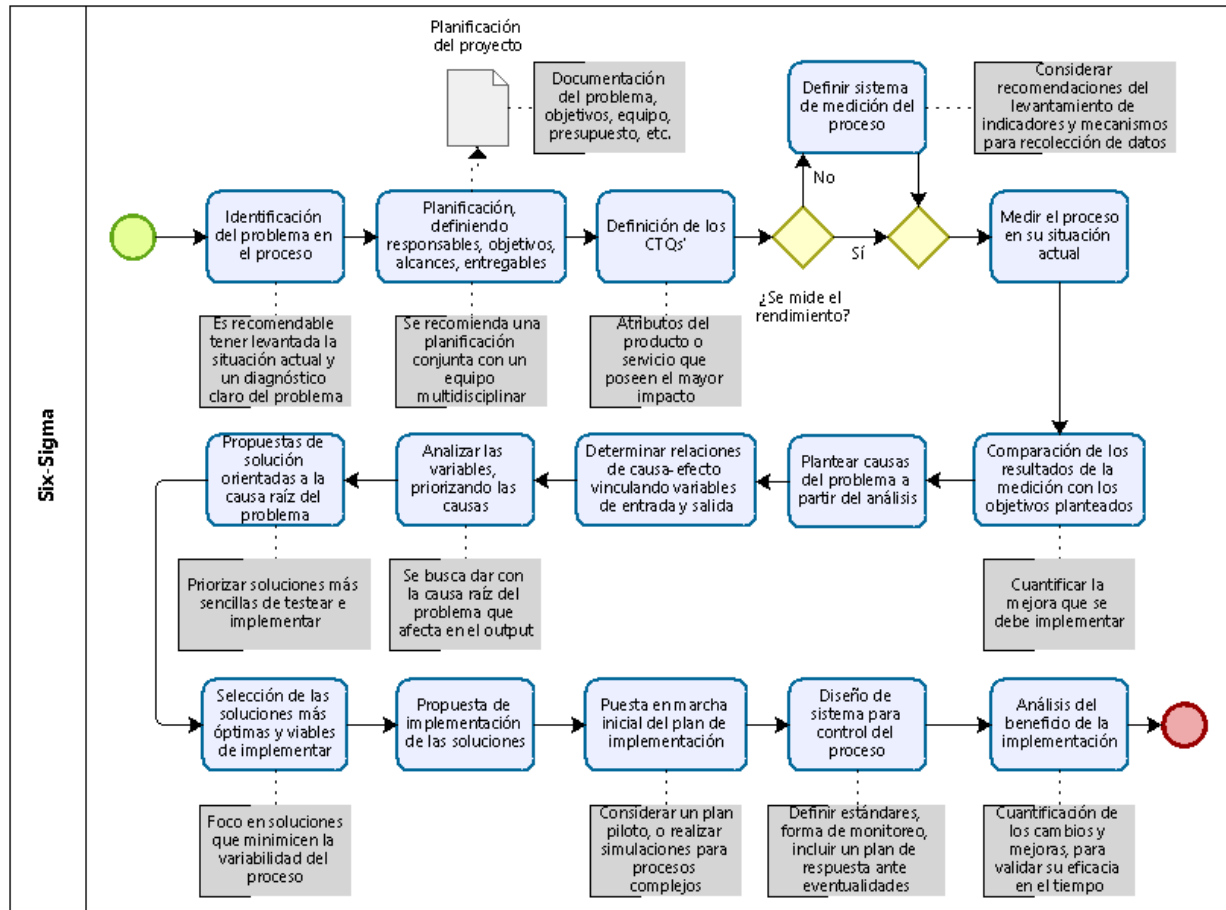 Six-Sigma
Planificación
del proyecto
Documentación
del problema,
objetivos, equipo,
presupuesto, etc.
Definir sistema
de medición del
proceso
Considerar
recomendaciones del
levantamiento de
indicadores y mecanismos
para recolección de datos
No
Identificación
del problema en
el proceso
Planificación,
definiendo
responsables, objetivos,
alcances, entregables
Definición de los
CTQs'
Sí
¿Se mide el
rendimiento?
Medir el proceso
en su situación
actual
Es recomendable
tener levantada la
situación actual y
un diagnóstico
claro del problema
Se recomienda una
planificación
conjunta con un
equipo
multidisciplinar
Atributos del
producto o
servicio que
poseen el mayor
impacto
Propuestas de
solución
orientadas a la
causa raíz del
problema
Analizar las
variables,
priorizando las
causas
Determinar relaciones
de causa-efecto
vinculando variables
de entrada y salida
Plantear causas
del problema a
partir del análisis
Comparación de los
resultados de la
medición con los
objetivos planteados
Priorizar soluciones más
sencillas de testear e
implementar
Se busca dar con
la causa raíz del
problema que
afecta en el output
Cuantificar la
mejora que se
debe implementar
Selección de las
soluciones más
óptimas y viables
de implementar
Propuesta de
implementación
de las soluciones
Puesta en marcha
inicial del plan de
implementación
Diseño de
sistema para
control del
proceso
Análisis del
beneficio de la
implementación
Foco en soluciones
que minimicen la
variabilidad del
proceso
Considerar un plan
piloto, o realizar
simulaciones para
procesos
complejos
Definir estándares,
forma de monitoreo,
incluir un plan de
respuesta ante
eventualidades
Cuantificación de
los cambios y
mejoras, para
validar su eficacia
en el tiempo